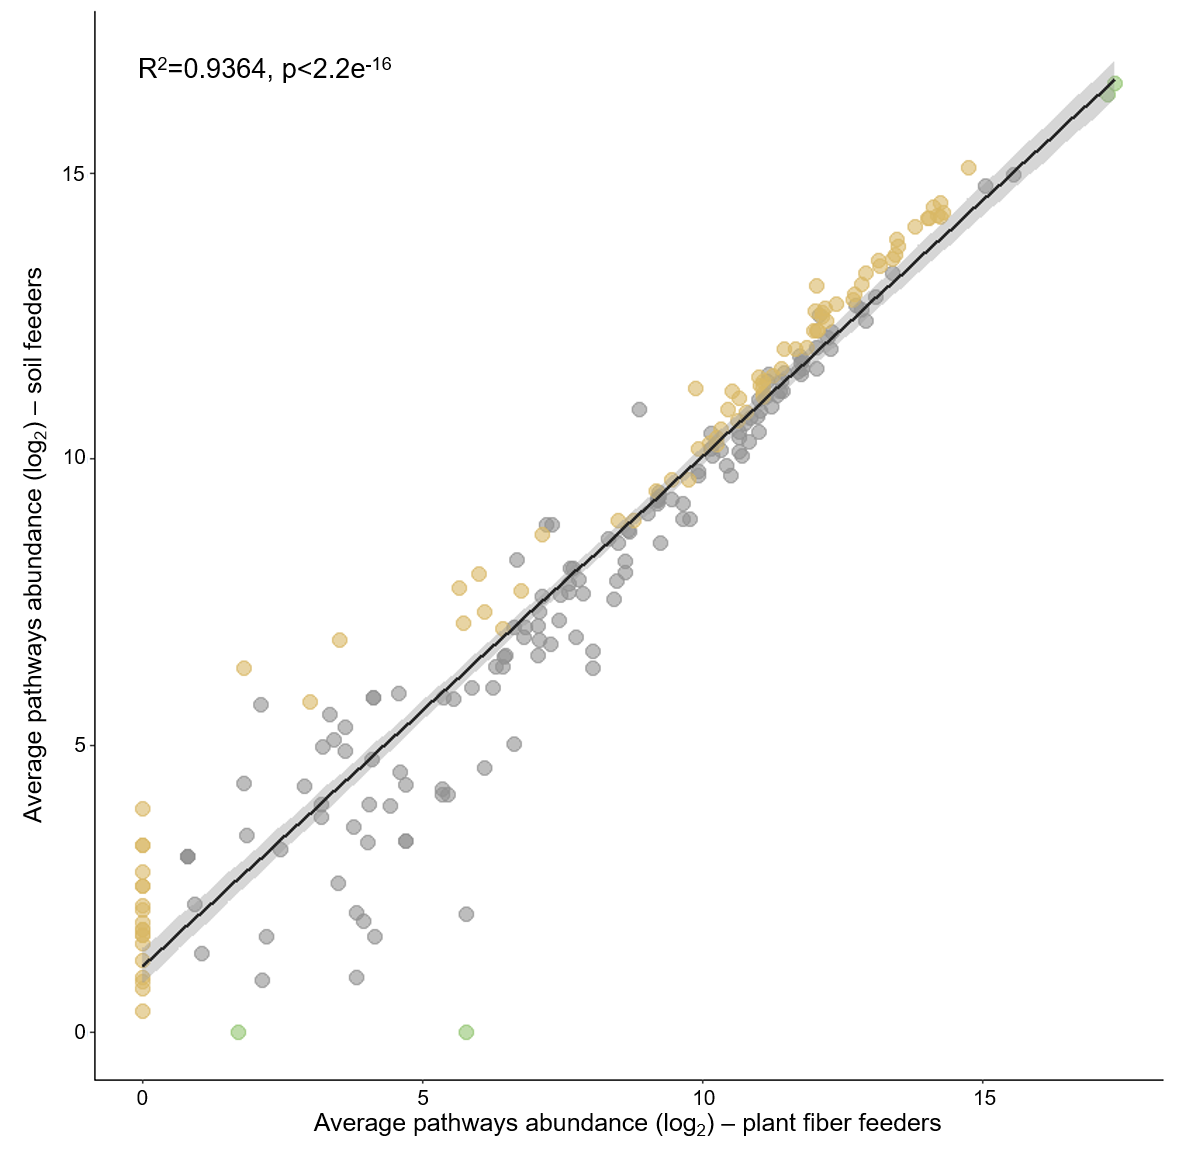 R²=0.9364, p<2.2e⁻¹⁶
15
10
5
0
0 5 10 15
Average pathways abundance (log₂) – plant fiber feeders
Average pathways abundance (log₂) – soil feeders